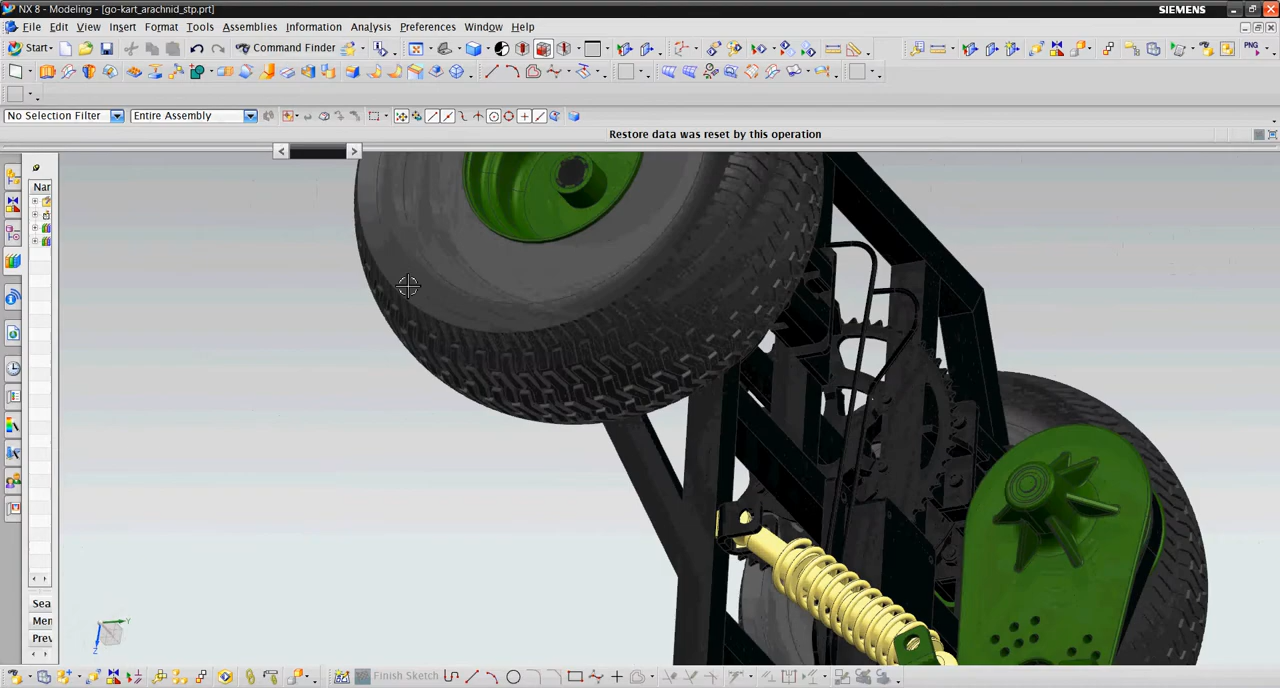 NX 8 - Modeling - [go-kart_arachnid_stp.prt]
SIEMENS
File Edit View Insert Format Tools Assemblies Information Analysis Preferences Window Help
Start Command Finder PNG
No Selection Filter Entire Assembly
Restore data was reset by this operation
Nar
Y
Z
Sea
Mer
Prev
Finish Sketch